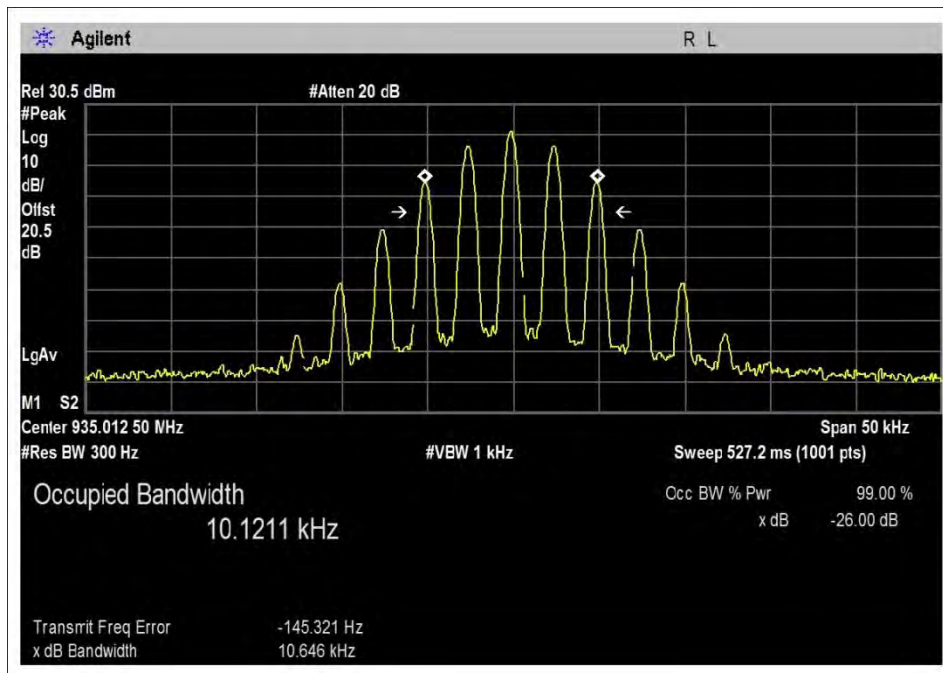 Agilent R L
Ref 30.5 dBm #Atten 20 dB
#Peak
Log
10
dB/
Offst
20.5
dB
LgAv
M1 S2
Center 935.012 50 MHz Span 50 kHz
#Res BW 300 Hz #VBW 1 kHz Sweep 527.2 ms (1001 pts)
Occupied Bandwidth Occ BW % Pwr 99.00 %
10.1211 kHz x dB -26.00 dB
Transmit Freq Error -145.321 Hz
x dB Bandwidth 10.646 kHz